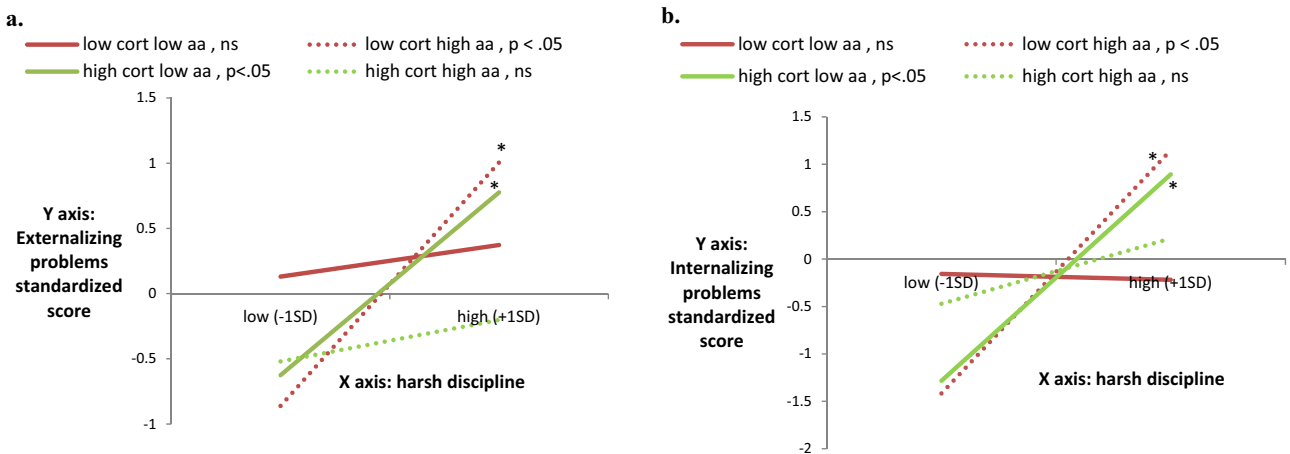 a.
low cort low aa , ns
low cort high aa , p < .05
high cort low aa , p<.05
high cort high aa , ns
1.5
1
0.5
0
-0.5
-1
Y axis:
Externalizing
problems
standardized
score
*
*
low (-1SD)
high (+1SD)
X axis: harsh discipline
b.
low cort low aa , ns
low cort high aa , p < .05
high cort low aa , p<.05
high cort high aa , ns
1.5
1
0.5
0
-0.5
-1
-1.5
-2
Y axis:
Internalizing
problems
standardized
score
*
*
low (-1SD)
high (+1SD)
X axis: harsh discipline